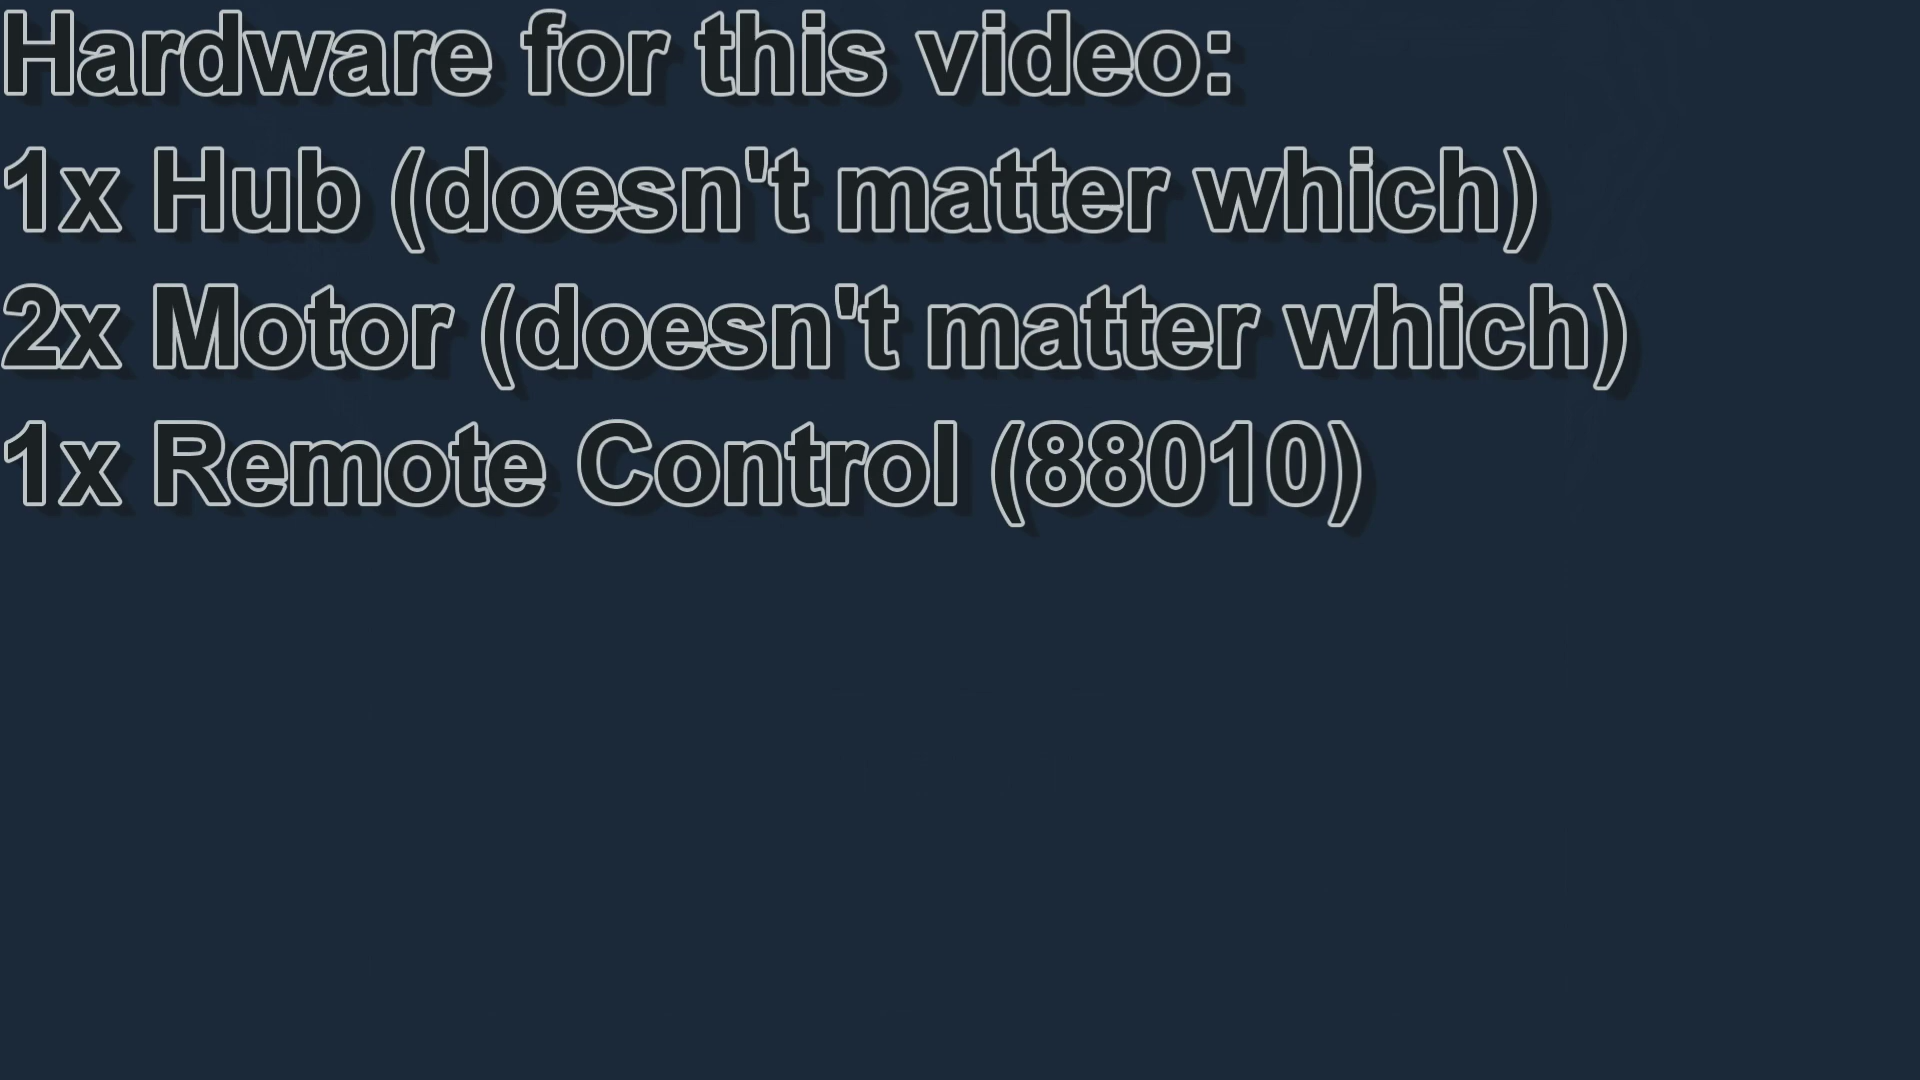 Hardware for this video:
1x Hub (doesn't matter which)
2x Motor (doesn't matter which)
1x Remote Control (88010)